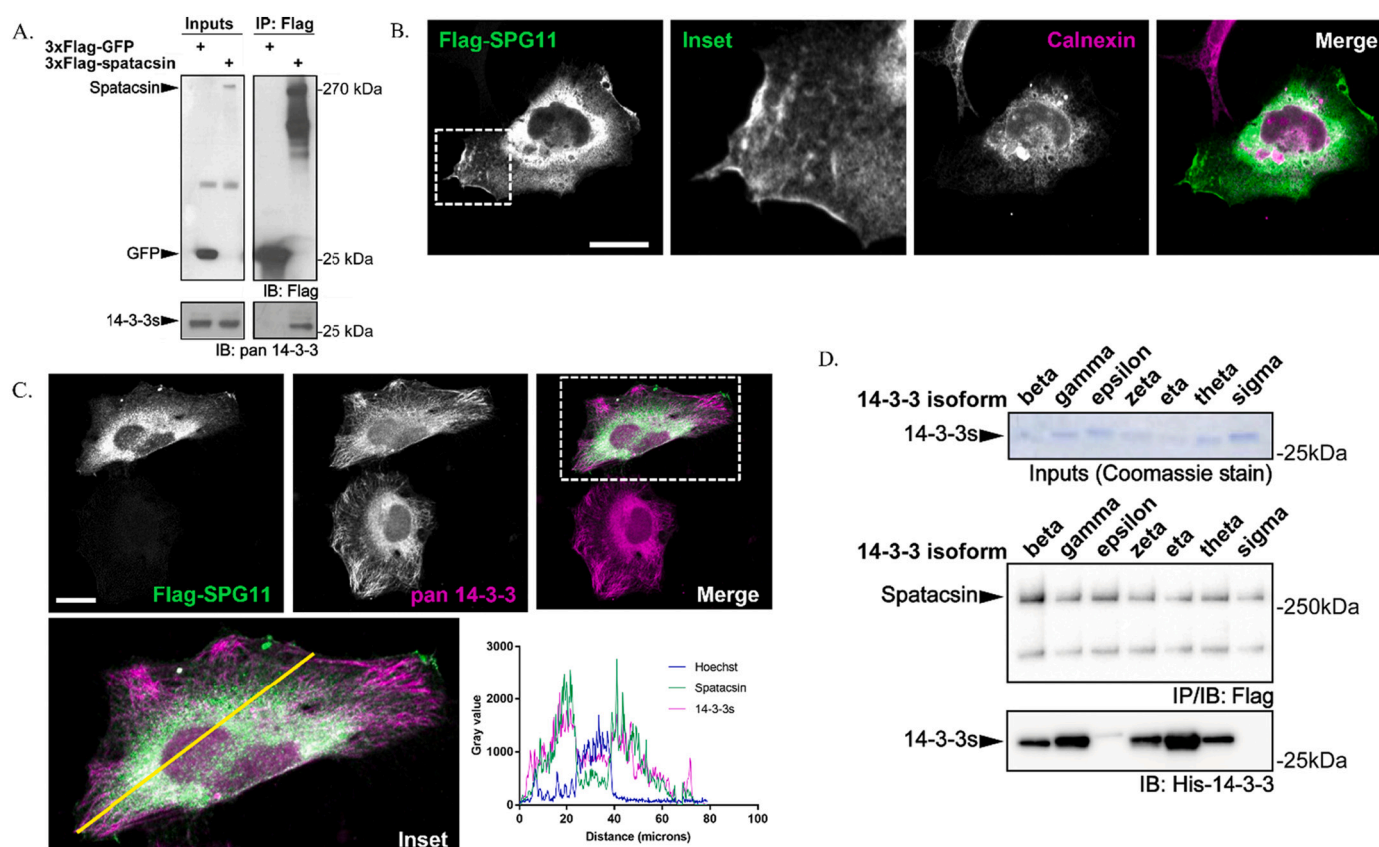 A.
Inputs IP: Flag
3xFlag-GFP + +
3xFlag-spatacsin + +
Spatacsin -270 kDa
GFP -25 kDa
IB: Flag
14-3-3s -25 kDa
IB: pan 14-3-3
B.
Flag-SPG11 Inset Calnexin Merge
C.
Flag-SPG11 pan 14-3-3 Merge
Inset
3000
2000
1000
0
Gray value
Hoechst
Spatacsin
14-3-3s
0 20 40 60 80 100
Distance (microns)
D.
14-3-3 isoform beta gamma epsilon zeta eta theta sigma
14-3-3s -25kDa
Inputs (Coomassie stain)
14-3-3 isoform beta gamma epsilon zeta eta theta sigma
Spatacsin -250kDa
IP/IB: Flag
14-3-3s -25kDa
IB: His-14-3-3